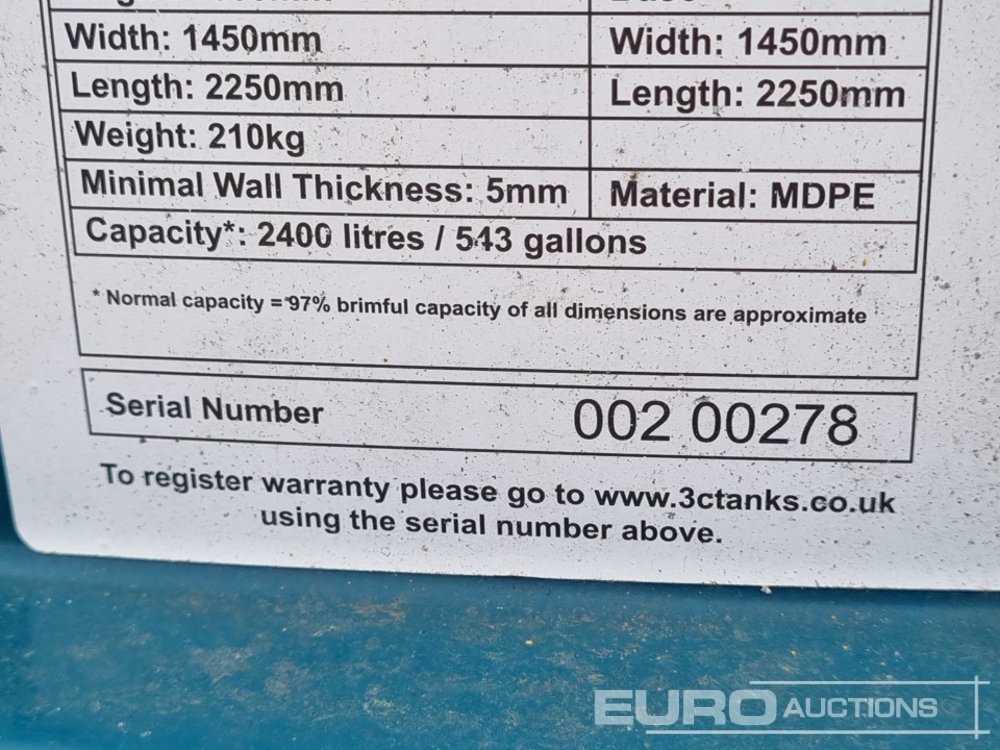 Width: 1450mm Width: 1450mm
Length: 2250mm Length: 2250mm
Weight: 210kg
Minimal Wall Thickness: 5mm Material: MDPE
Capacity*: 2400 litres / 543 gallons
* Normal capacity = 97% brimful capacity of all dimensions are approximate
Serial Number 002 00278
To register warranty please go to www.3ctanks.co.uk
using the serial number above.
EURO AUCTIONS